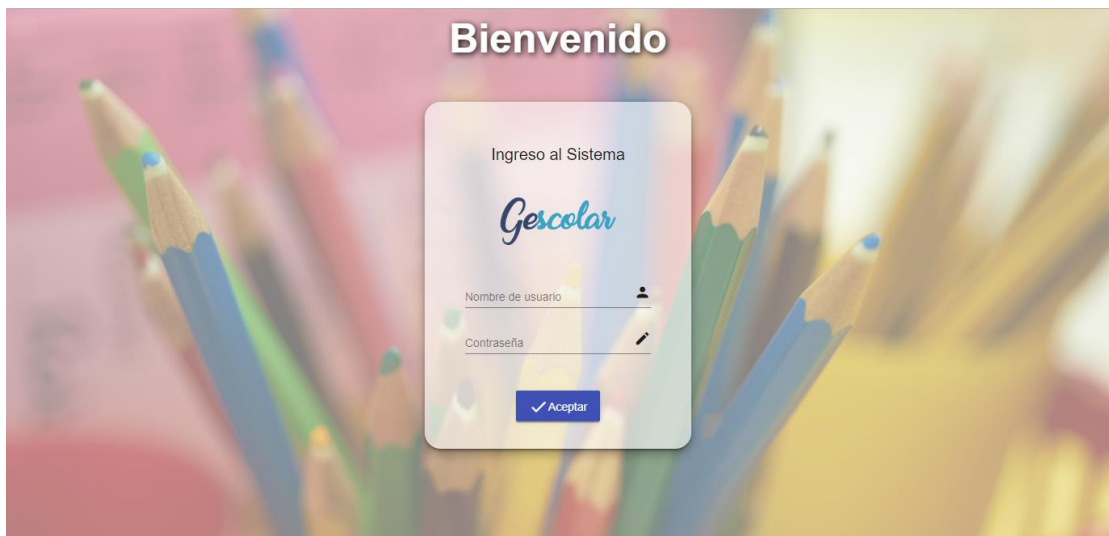 Bienvenido
Ingreso al Sistema
Gescolar
Nombre de usuario
Contraseña
Aceptar